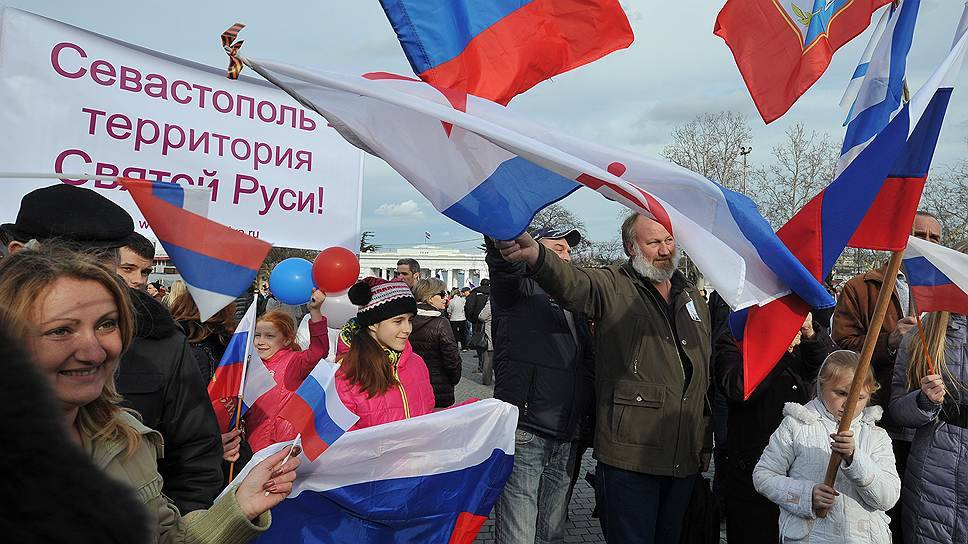 Севастополь -
территория
Святой Руси!